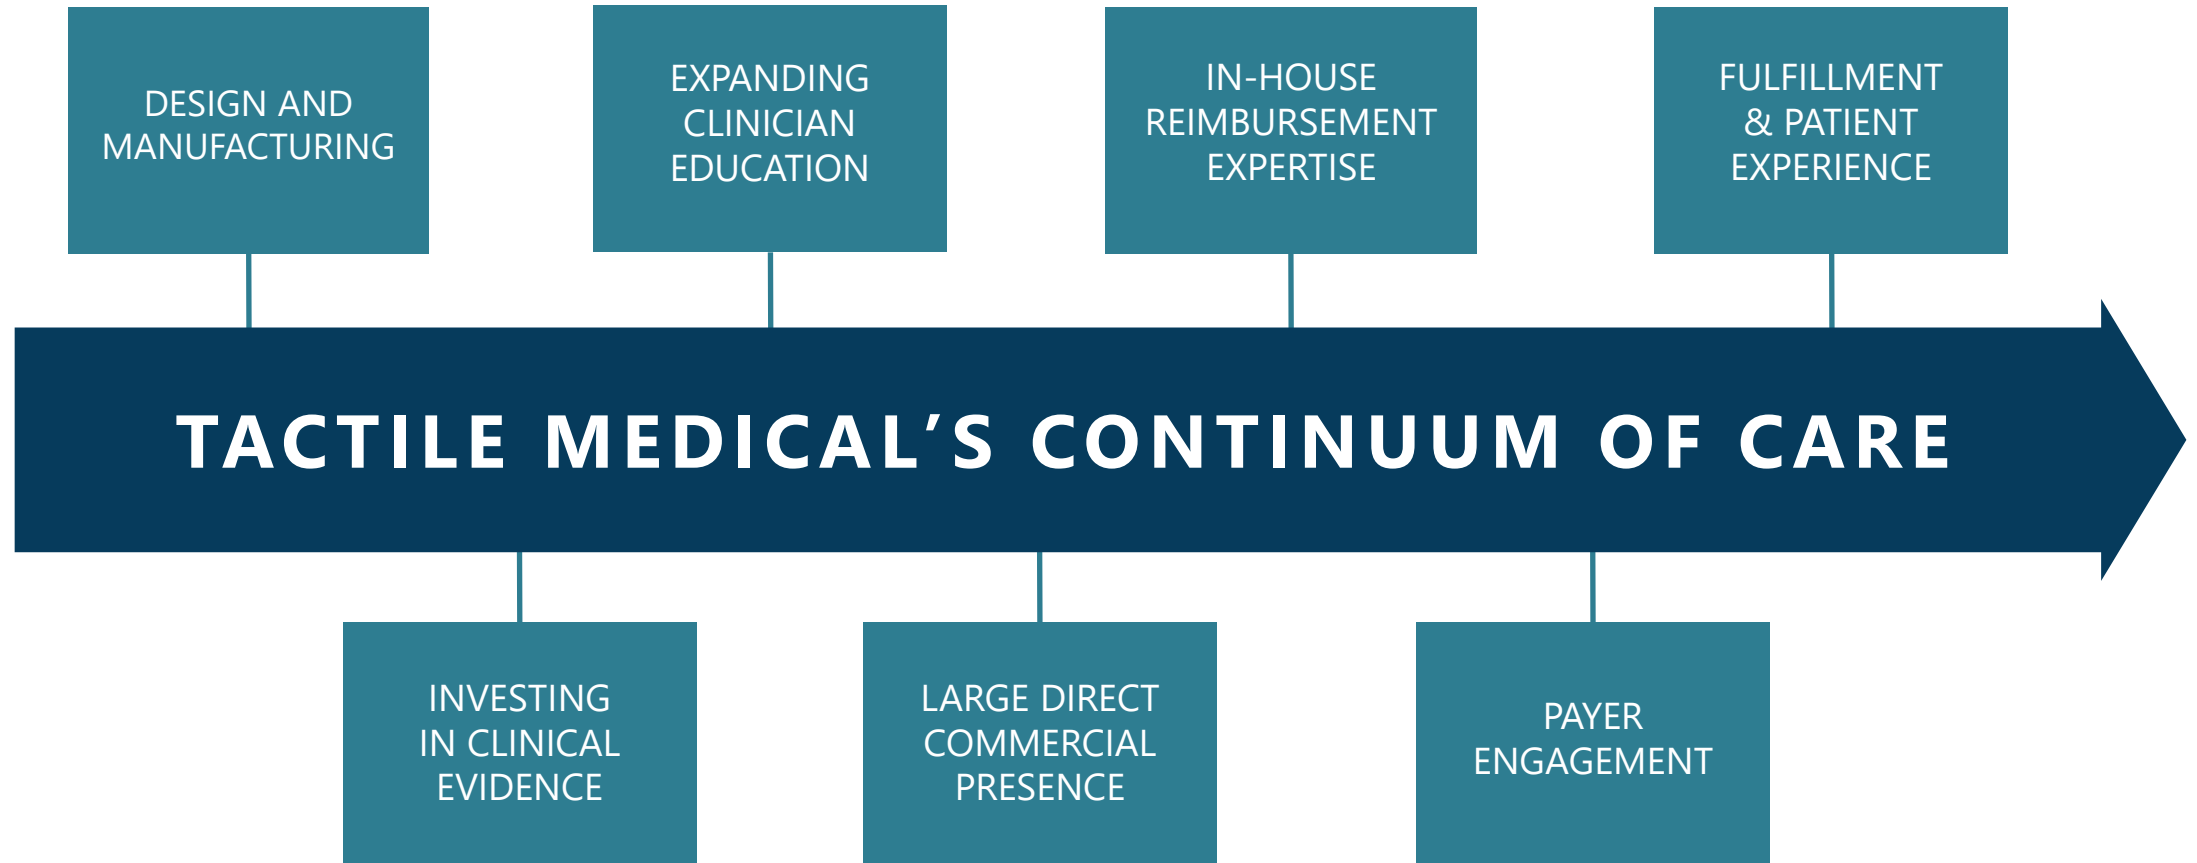 DESIGN AND
MANUFACTURING
EXPANDING
CLINICIAN
EDUCATION
IN-HOUSE
REIMBURSEMENT
EXPERTISE
FULFILLMENT
& PATIENT
EXPERIENCE
TACTILE MEDICAL’S CONTINUUM OF CARE
INVESTING
IN CLINICAL
EVIDENCE
LARGE DIRECT
COMMERCIAL
PRESENCE
PAYER
ENGAGEMENT